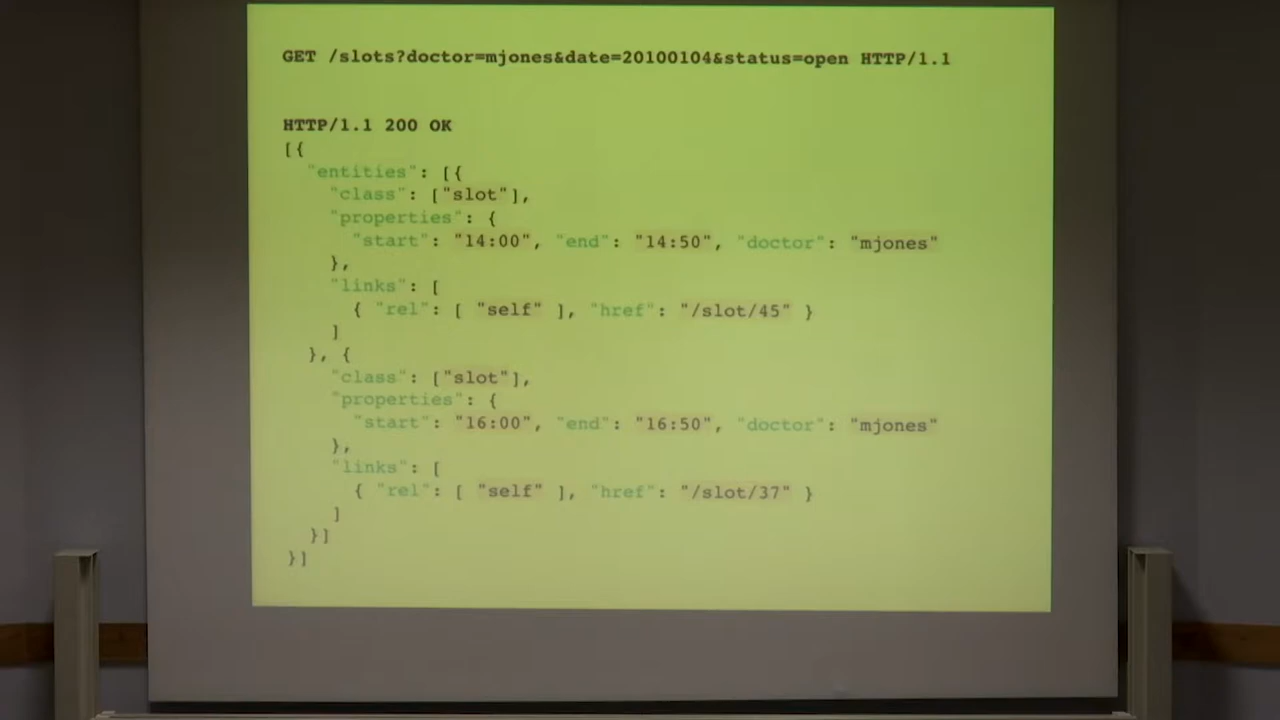 GET /slots?doctor=mjones&date=20100104&status=open HTTP/1.1
HTTP/1.1 200 OK
[{
"entities": [{
"class": ["slot"],
"properties": {
"start": "14:00", "end": "14:50", "doctor": "mjones"
},
"links": [
{ "rel": [ "self" ], "href": "/slot/45" }
]
}, {
"class": ["slot"],
"properties": {
"start": "16:00", "end": "16:50", "doctor": "mjones"
},
"links": [
{ "rel": [ "self" ], "href": "/slot/37" }
]
}]
}]